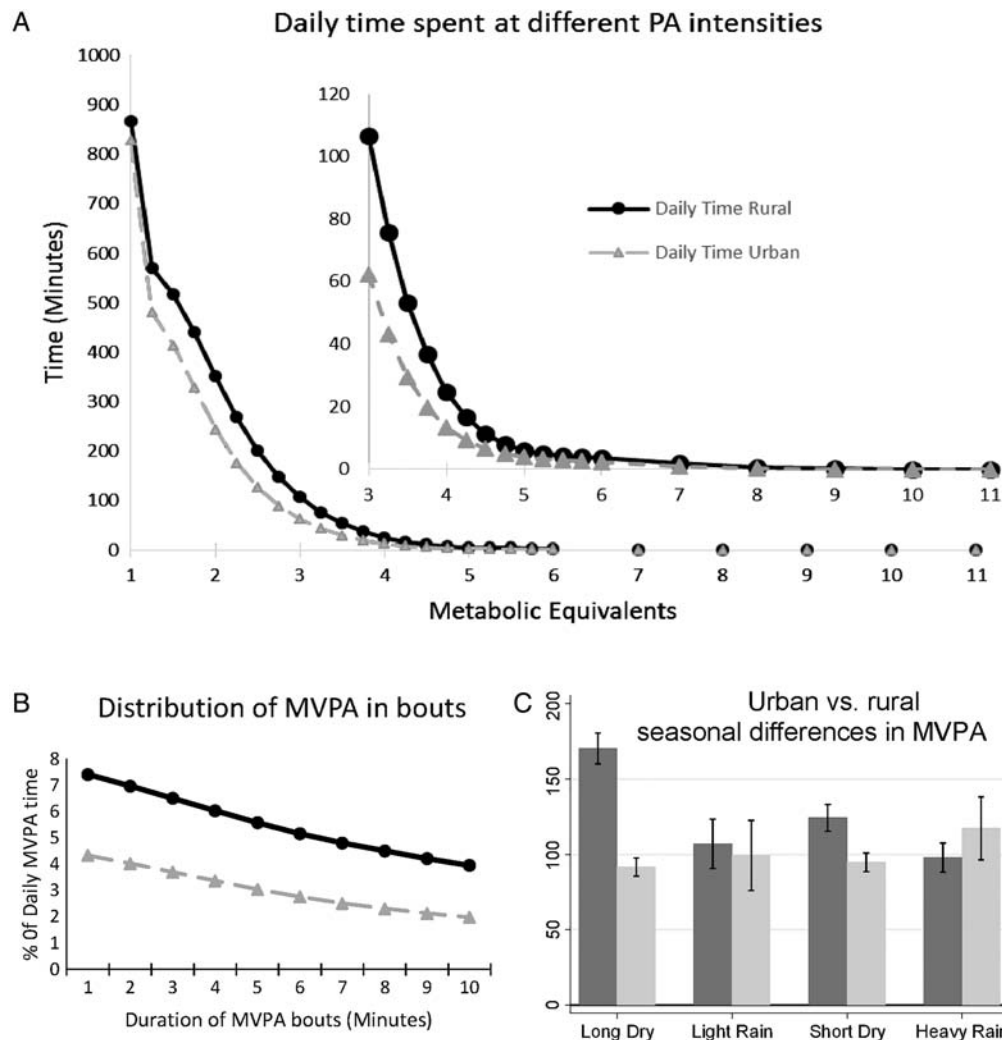 A
Daily time spent at different PA intensities
1000
900
800
700
600
500
400
300
200
100
0
Time (Minutes)
120
100
80
60
40
20
0
3 4 5 6 7 8 9 10 11
Daily Time Rural
Daily Time Urban
1 2 3 4 5 6 7 8 9 10 11
Metabolic Equivalents
B
Distribution of MVPA in bouts
8
7
6
5
4
3
2
1
0
% 0f Daily MVPA time
1 2 3 4 5 6 7 8 9 10
Duration of MVPA bouts (Minutes)
C
Urban vs. rural
seasonal differences in MVPA
200
150
100
50
0
Long Dry Light Rain Short Dry Heavy Rain